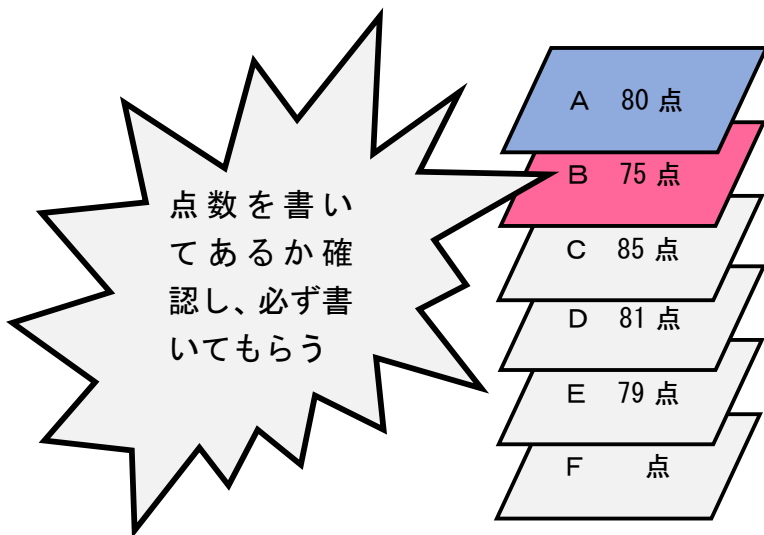 点数を書い
てあるか確
認し、必ず書
いてもらう
A 80 点
B 75 点
C 85 点
D 81 点
E 79 点
F 点